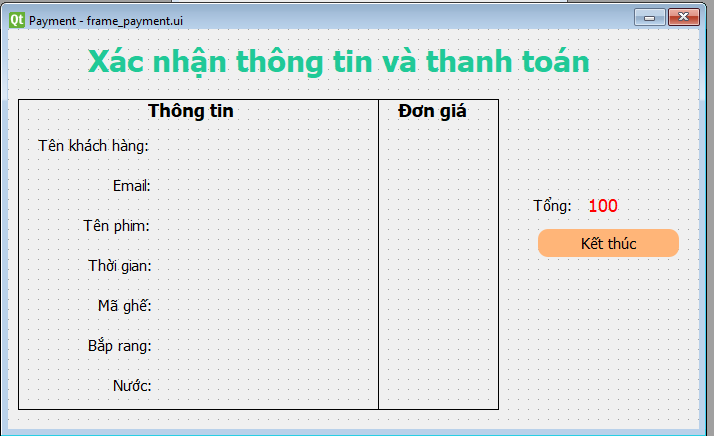 Qt Payment - frame_payment.ui
Xác nhận thông tin và thanh toán
Thông tin Đơn giá
Tên khách hàng:
Email:
Tên phim:
Tổng: 100
Kết thúc
Thời gian:
Mã ghế:
Bắp rang:
Nước: